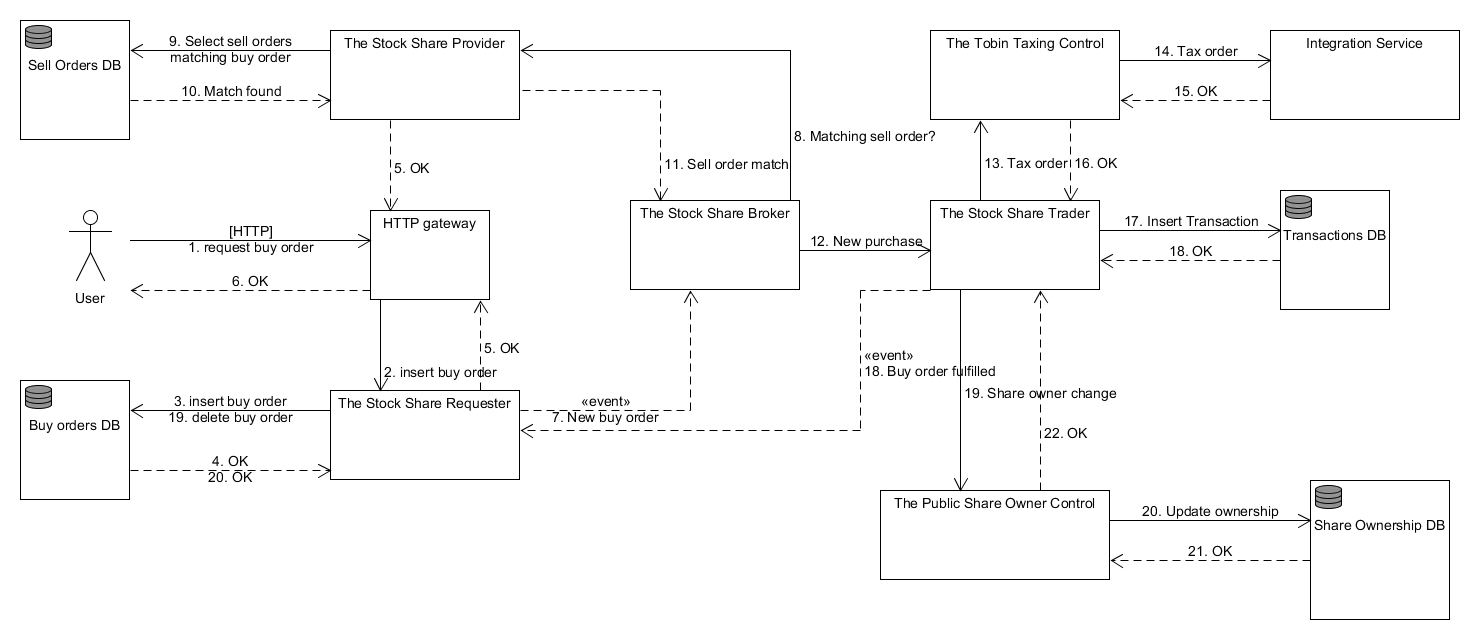 Sell Orders DB
9. Select sell orders
matching buy order
10. Match found
The Stock Share Provider
The Tobin Taxing Control
14. Tax order
15. OK
Integration Service
5. OK
11. Sell order match
8. Matching sell order?
13. Tax order
16. OK
User
[HTTP]
1. request buy order
6. OK
HTTP gateway
The Stock Share Broker
12. New purchase
The Stock Share Trader
17. Insert Transaction
18. OK
Transactions DB
2. insert buy order
5. OK
Buy orders DB
3. insert buy order
19. delete buy order
4. OK
20. OK
The Stock Share Requester
«event»
7. New buy order
«event»
18. Buy order fulfilled
19. Share owner change
22. OK
The Public Share Owner Control
20. Update ownership
21. OK
Share Ownership DB